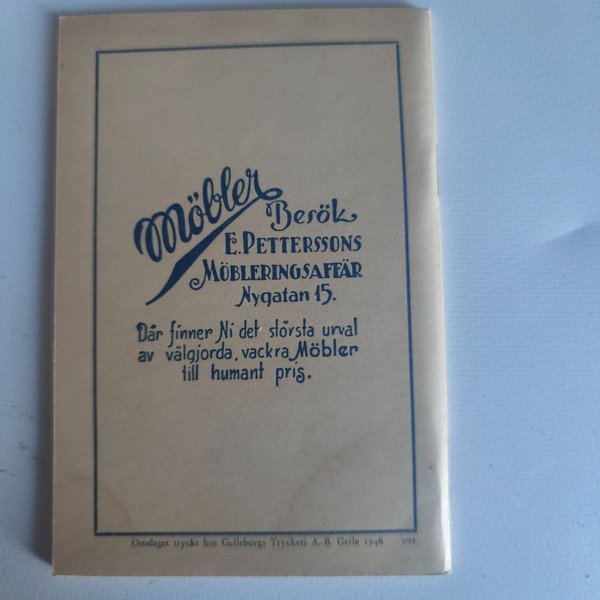 Möbler
Besök
E. PETTERSSONS
MÖBLERINGSAFFÄR
Nygatan 15.
Där finner Ni det största urval
av välgjorda, vackra Möbler
till humant pris.
Omslaget tryckt hos Gefleborgs Tryckeri A.-B. Gefle 1946